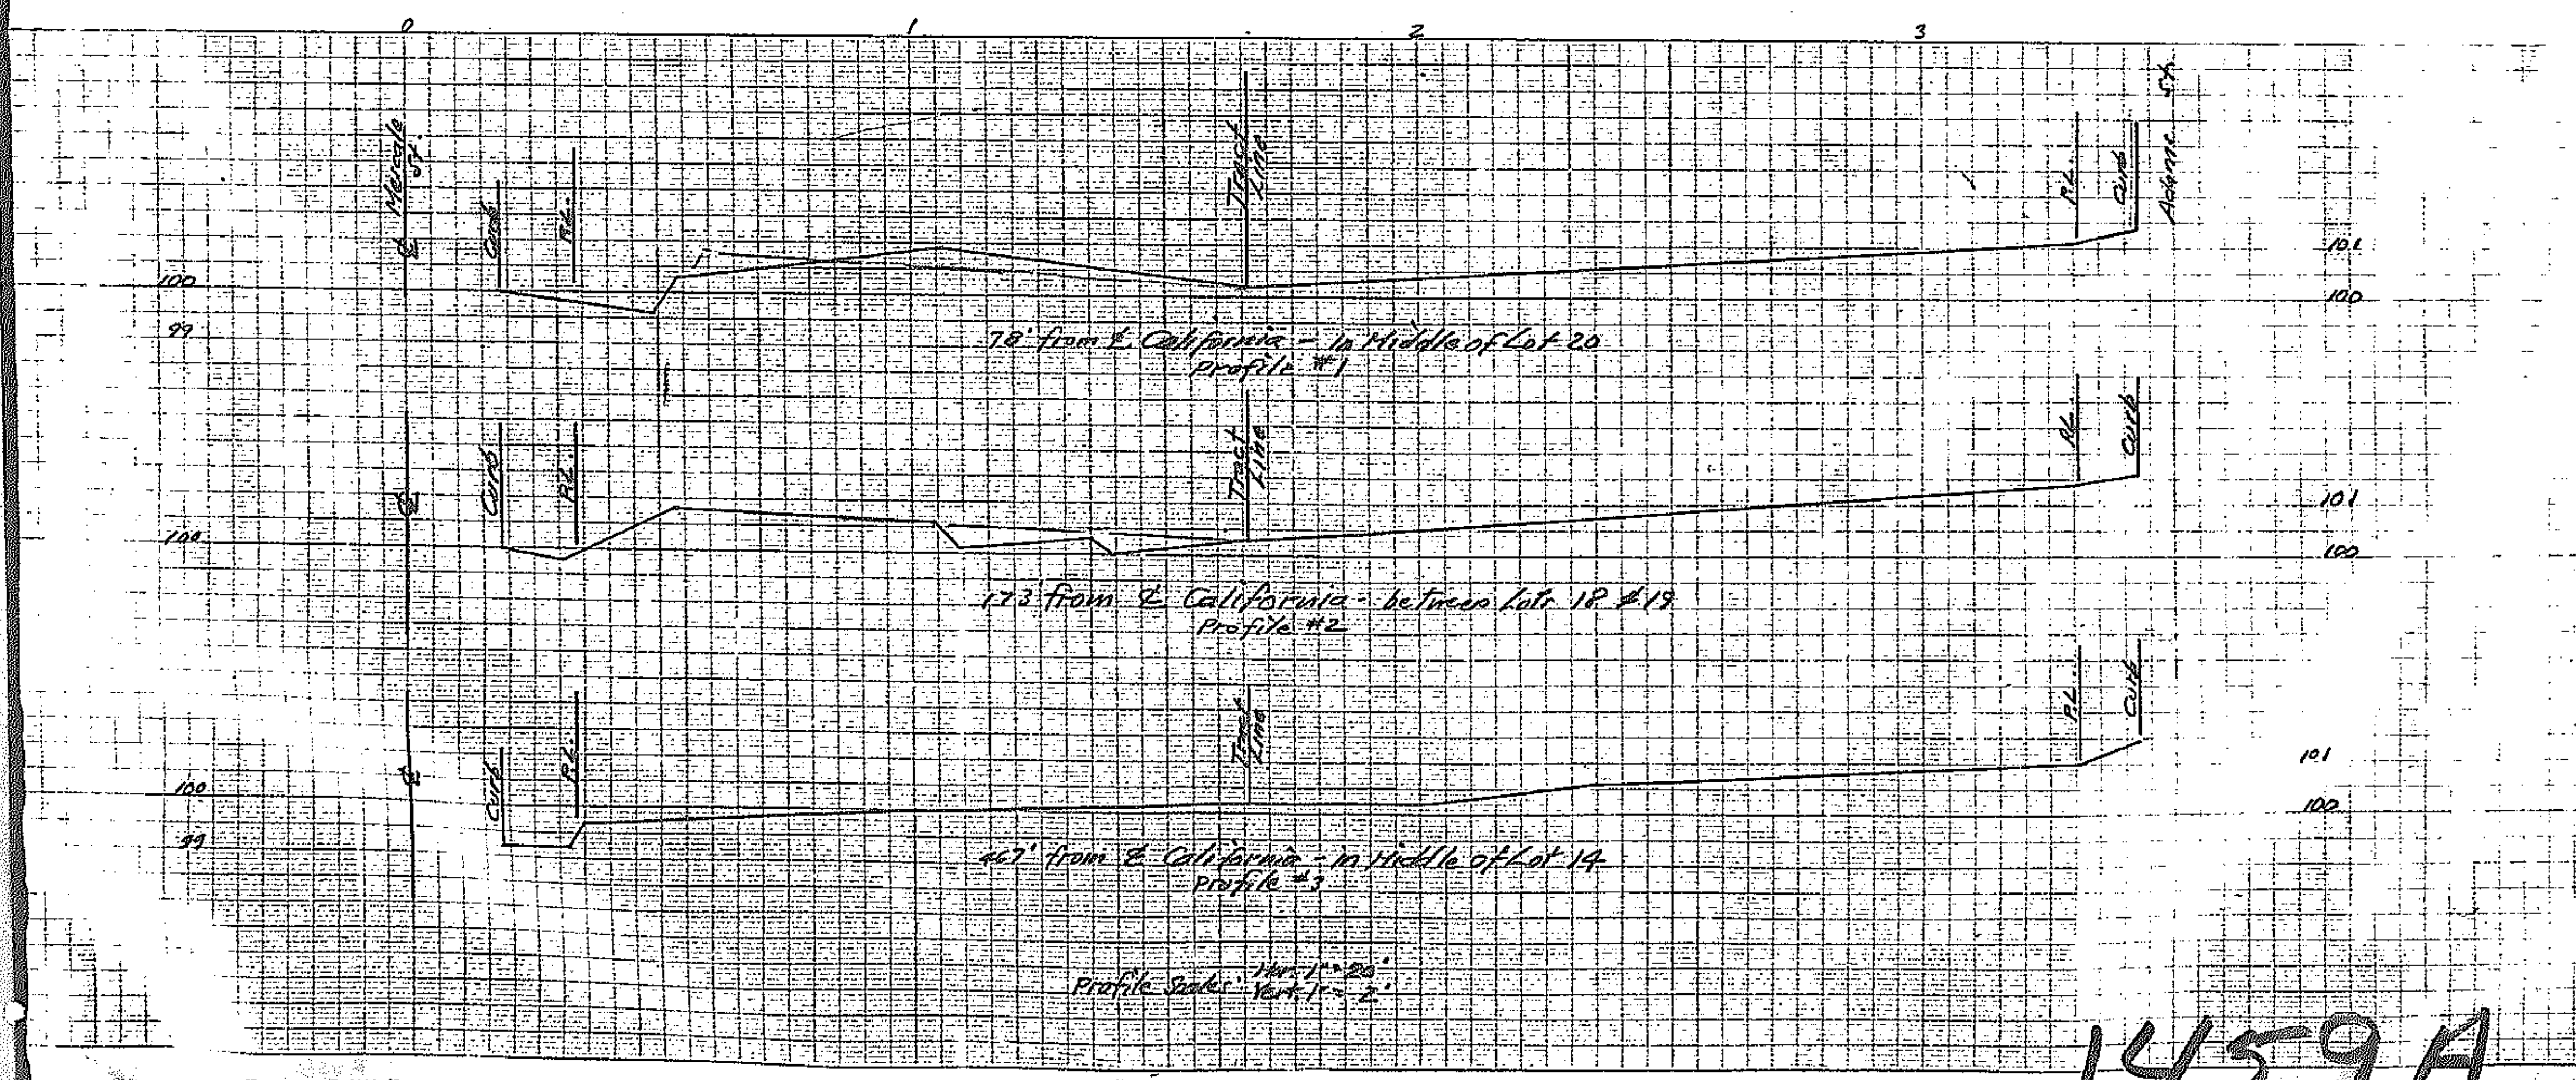 0 1 2 3
℄ Mericale St.
Curb
P.L.
Tract Line
P.L.
Curb
Adams St.
101
100
100
99
78' from ℄ California - In Middle of Lot 20
Profile #1
℄
Curb
P.L.
Tract Line
P.L.
Curb
101
100
100
173' from ℄ California - between Lots 18 & 19
Profile #2
℄
Curb
P.L.
Tract Line
P.L.
Curb
101
100
100
99
467' from ℄ California - in Middle of Lot 14
Profile #3
Profile Scales: Hor. 1" = 20'
Vert. 1" = 2'
1459A